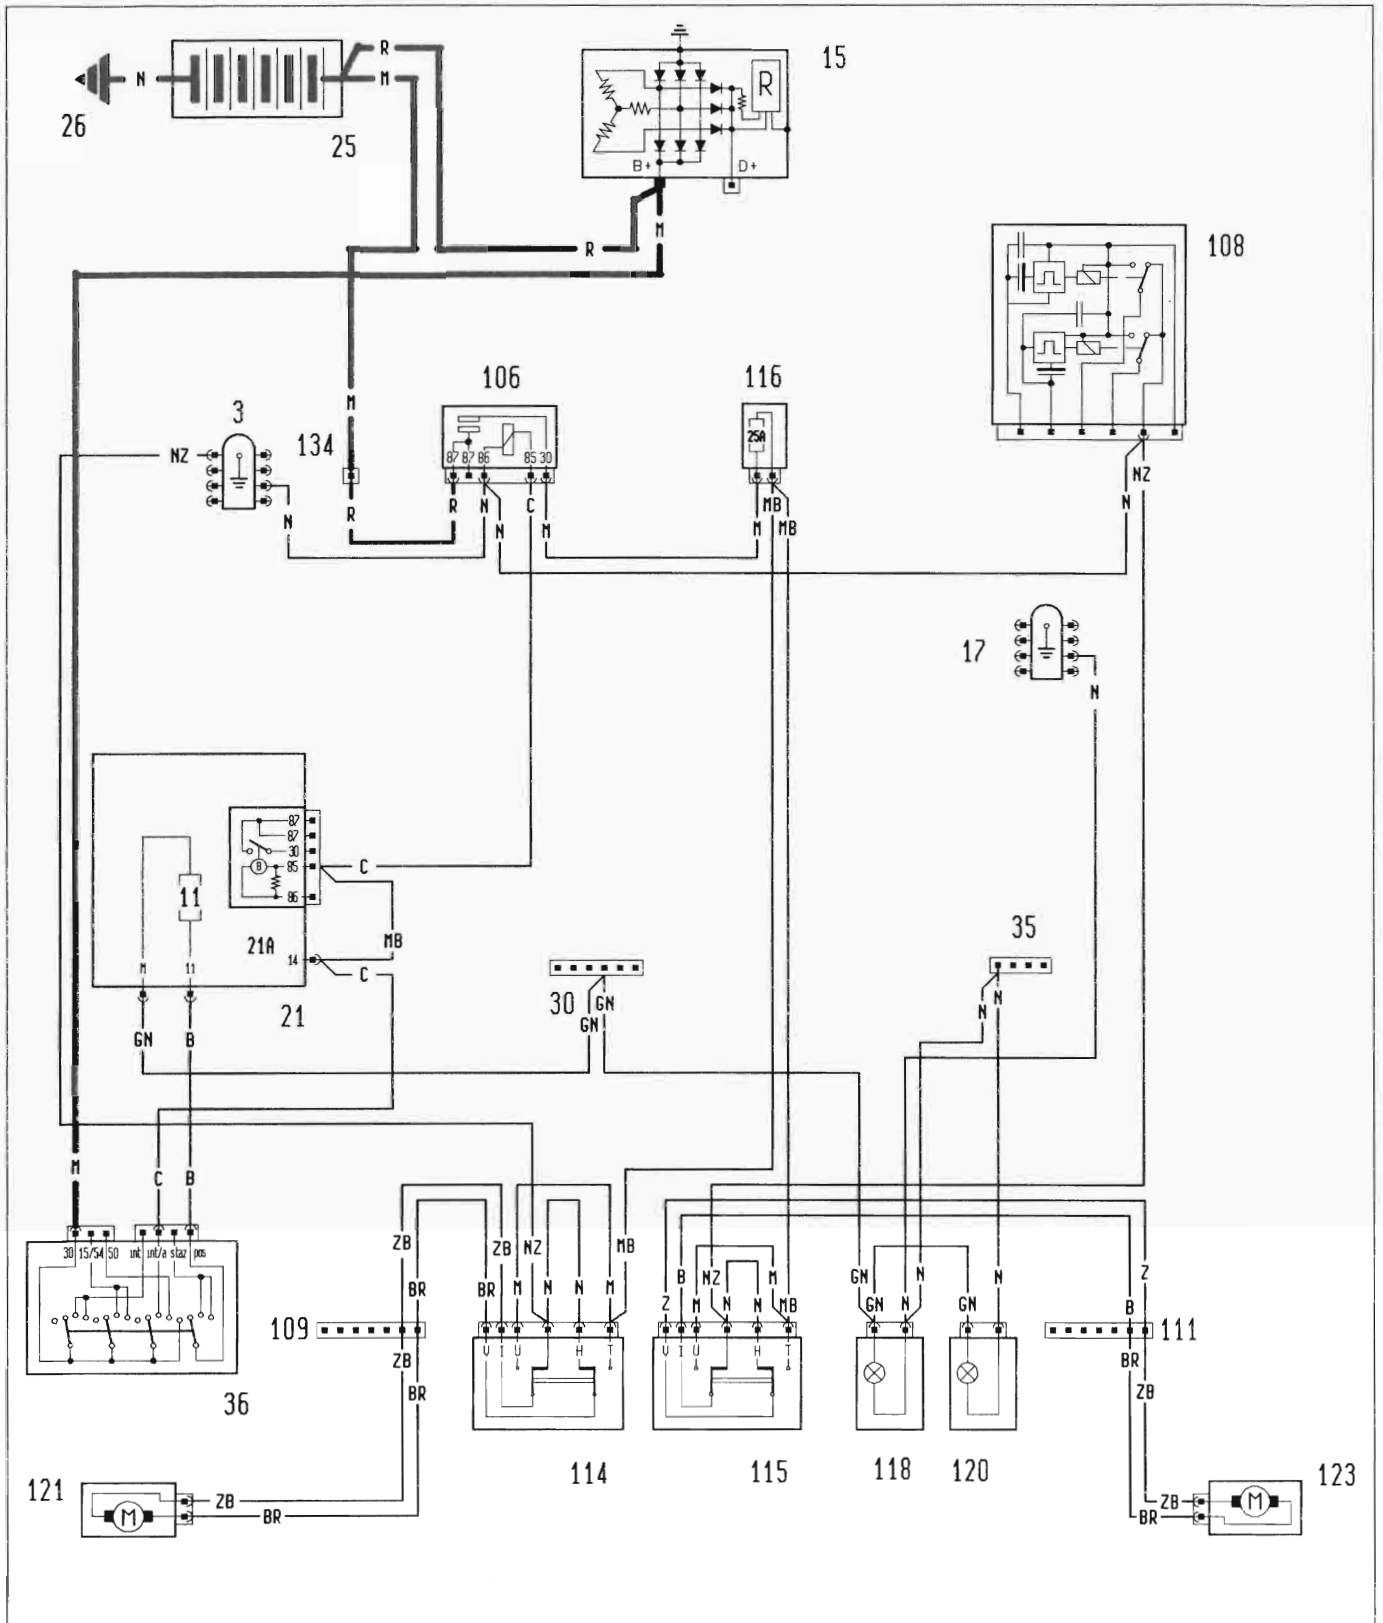 R
15
N
M
R
26
25
B+
D+
M
R
108
106
116
3
M
25A
NZ
134
87 87 86 85 30
NZ
MB
N
R
R
N
C
N
N
M
M
MB
17
N
87
87
30
C
B
85
11
86
35
MB
21A
M
11
14
C
N
30
GN
21
N
GN
GN
B
M
C
B
30 15/54 50 int int/a staz pos
ZB
ZB
NZ
MB
BR
BR
M
N
N
M
Z
B
M
NZ
N
N
M
MB
GN
GN
N
N
GN
N
Z
B
109
111
V I U H T
V I U H T
ZB
BR
BR
ZB
36
114
115
118
120
121
123
ZB
M
BR
ZB
M
BR